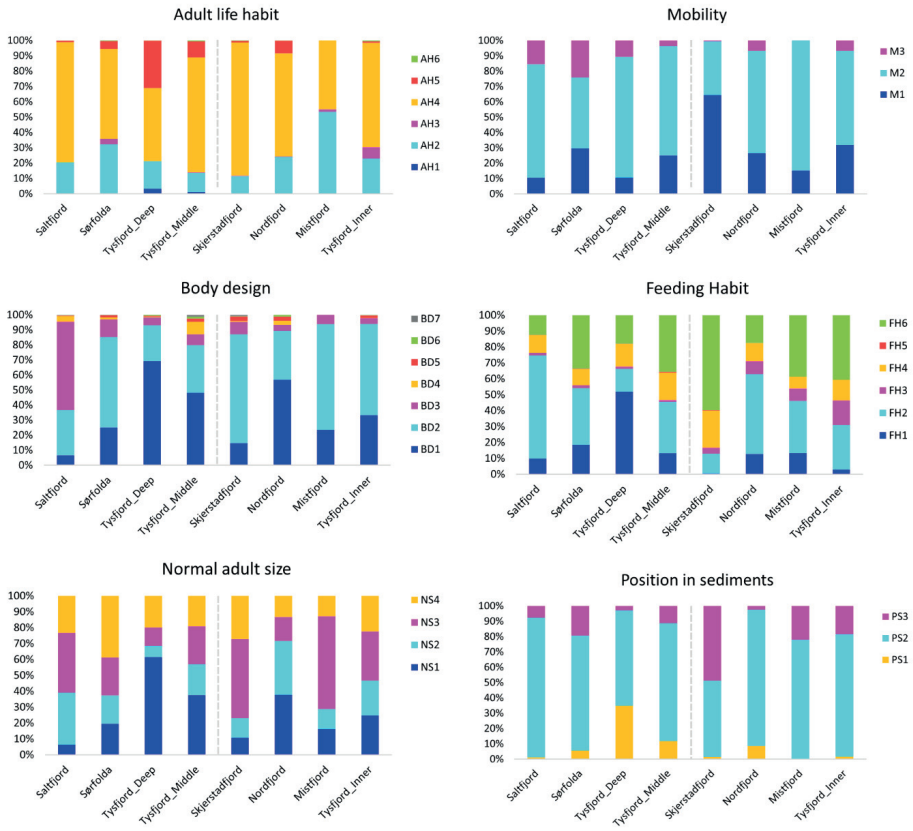 Adult life habit
100%
90%
80%
70%
60%
50%
40%
30%
20%
10%
0%
AH6
AH5
AH4
AH3
AH2
AH1
Saltfjord
Sørfolda
Tysfjord_Deep
Tysfjord_Middle
Skjerstadfjord
Nordfjord
Mistfjord
Tysfjord_Inner
Mobility
100%
90%
80%
70%
60%
50%
40%
30%
20%
10%
0%
M3
M2
M1
Saltfjord
Sørfolda
Tysfjord_Deep
Tysfjord_Middle
Skjerstadfjord
Nordfjord
Mistfjord
Tysfjord_Inner
Body design
100%
90%
80%
70%
60%
50%
40%
30%
20%
10%
0%
BD7
BD6
BD5
BD4
BD3
BD2
BD1
Saltfjord
Sørfolda
Tysfjord_Deep
Tysfjord_Middle
Skjerstadfjord
Nordfjord
Mistfjord
Tysfjord_Inner
Feeding Habit
100%
90%
80%
70%
60%
50%
40%
30%
20%
10%
0%
FH6
FH5
FH4
FH3
FH2
FH1
Saltfjord
Sørfolda
Tysfjord_Deep
Tysfjord_Middle
Skjerstadfjord
Nordfjord
Mistfjord
Tysfjord_Inner
Normal adult size
100%
90%
80%
70%
60%
50%
40%
30%
20%
10%
0%
NS4
NS3
NS2
NS1
Saltfjord
Sørfolda
Tysfjord_Deep
Tysfjord_Middle
Skjerstadfjord
Nordfjord
Mistfjord
Tysfjord_Inner
Position in sediments
100%
90%
80%
70%
60%
50%
40%
30%
20%
10%
0%
PS3
PS2
PS1
Saltfjord
Sørfolda
Tysfjord_Deep
Tysfjord_Middle
Skjerstadfjord
Nordfjord
Mistfjord
Tysfjord_Inner